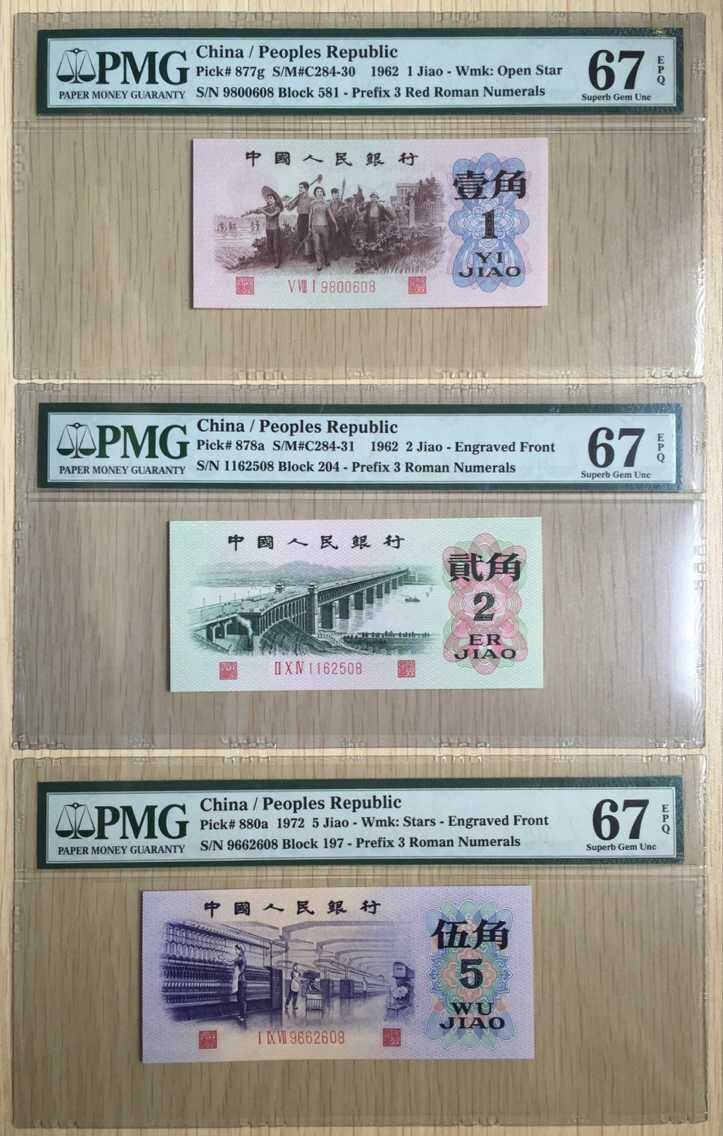 PMG
PAPER MONEY GUARANTY
China / Peoples Republic
Pick# 877g S/M#C284-30 1962 1 Jiao - Wmk: Open Star
S/N 9800608 Block 581 - Prefix 3 Red Roman Numerals
67 EPQ
Superb Gem Unc
中國人民銀行
壹角
1
YI
JIAO
V VIII I 9800608
PMG
PAPER MONEY GUARANTY
China / Peoples Republic
Pick# 878a S/M#C284-31 1962 2 Jiao - Engraved Front
S/N 1162508 Block 204 - Prefix 3 Roman Numerals
67 EPQ
Superb Gem Unc
中國人民銀行
貳角
2
ER
JIAO
II X IV 1162508
PMG
PAPER MONEY GUARANTY
China / Peoples Republic
Pick# 880a 1972 5 Jiao - Wmk: Stars - Engraved Front
S/N 9662608 Block 197 - Prefix 3 Roman Numerals
67 EPQ
Superb Gem Unc
中國人民銀行
伍角
5
WU
JIAO
I IX VII 9662608